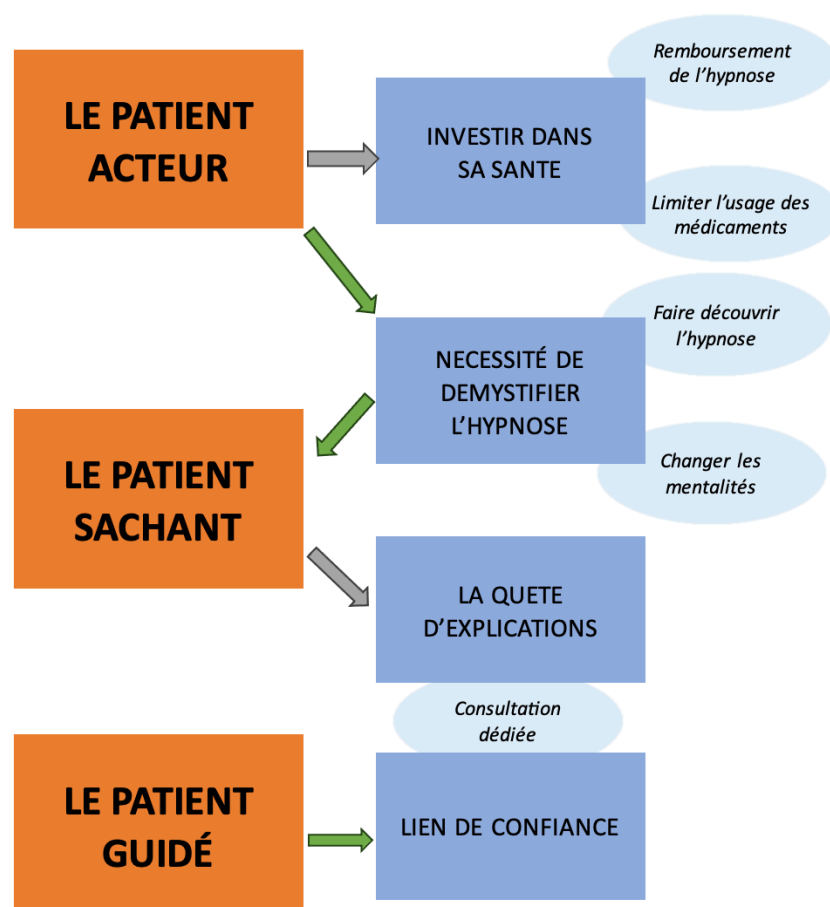 Remboursement
de l’hypnose
LE PATIENT
ACTEUR
INVESTIR DANS
SA SANTE
Limiter l’usage des
médicaments
Faire découvrir
l’hypnose
NECESSITÉ DE
DEMYSTIFIER
L’HYPNOSE
Changer les
mentalités
LE PATIENT
SACHANT
LA QUETE
D’EXPLICATIONS
Consultation
dédiée
LE PATIENT
GUIDÉ
LIEN DE CONFIANCE